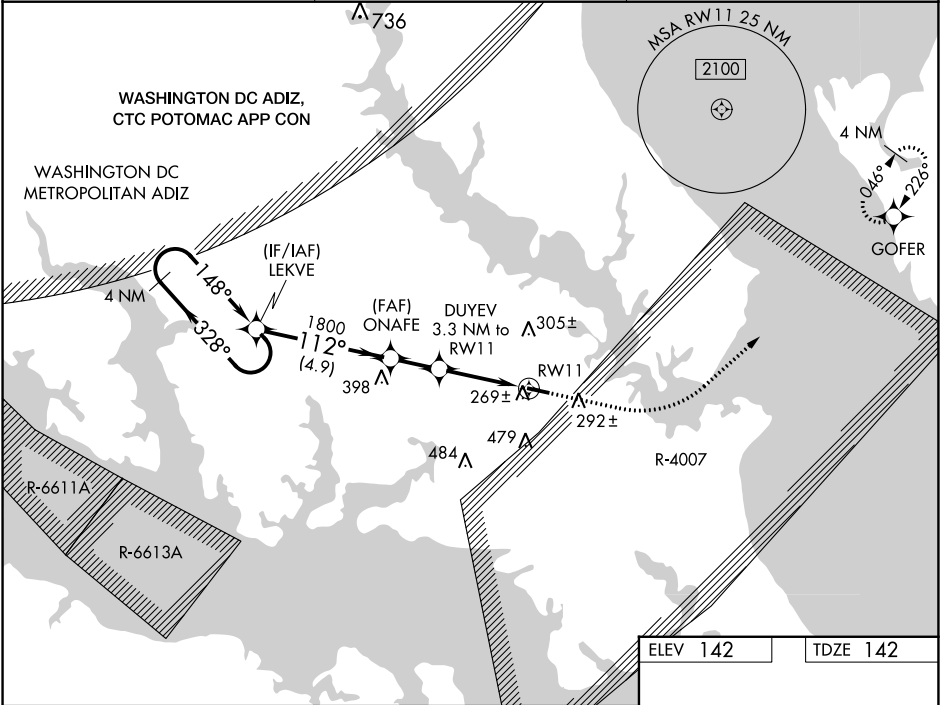 736
MSA RW11 25 NM
2100
WASHINGTON DC ADIZ,
CTC POTOMAC APP CON
4 NM
046°
226°
GOFER
WASHINGTON DC
METROPOLITAN ADIZ
(IF/IAF)
LEKVE
148°
4 NM
328°
1800
112°
(4.9)
(FAF)
ONAFE
DUYEV
3.3 NM to
RW11
305±
398
RW11
269±
292±
479
484
R-4007
R-6611A
R-6613A
ELEV 142
TDZE 142